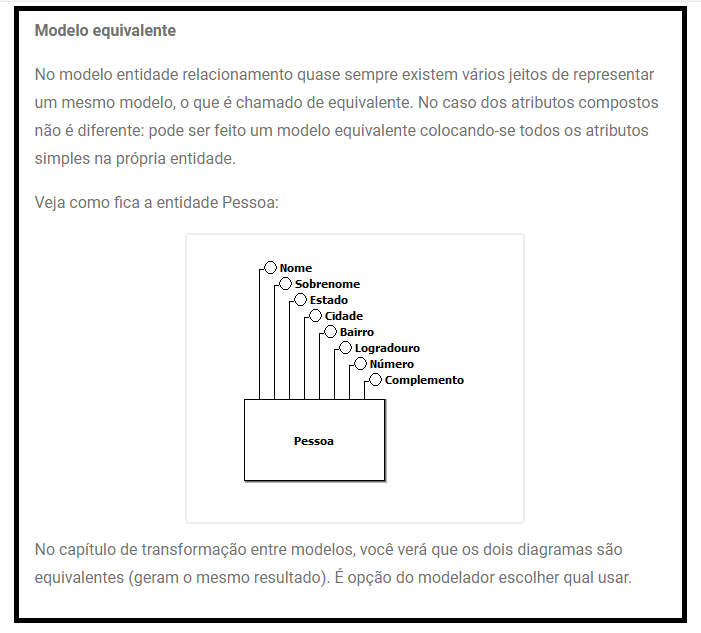 Modelo equivalente
No modelo entidade relacionamento quase sempre existem vários jeitos de representar
um mesmo modelo, o que é chamado de equivalente. No caso dos atributos compostos
não é diferente: pode ser feito um modelo equivalente colocando-se todos os atributos
simples na própria entidade.
Veja como fica a entidade Pessoa:
Nome
Sobrenome
Estado
Cidade
Bairro
Logradouro
Número
Complemento
Pessoa
No capítulo de transformação entre modelos, você verá que os dois diagramas são
equivalentes (geram o mesmo resultado). É opção do modelador escolher qual usar.